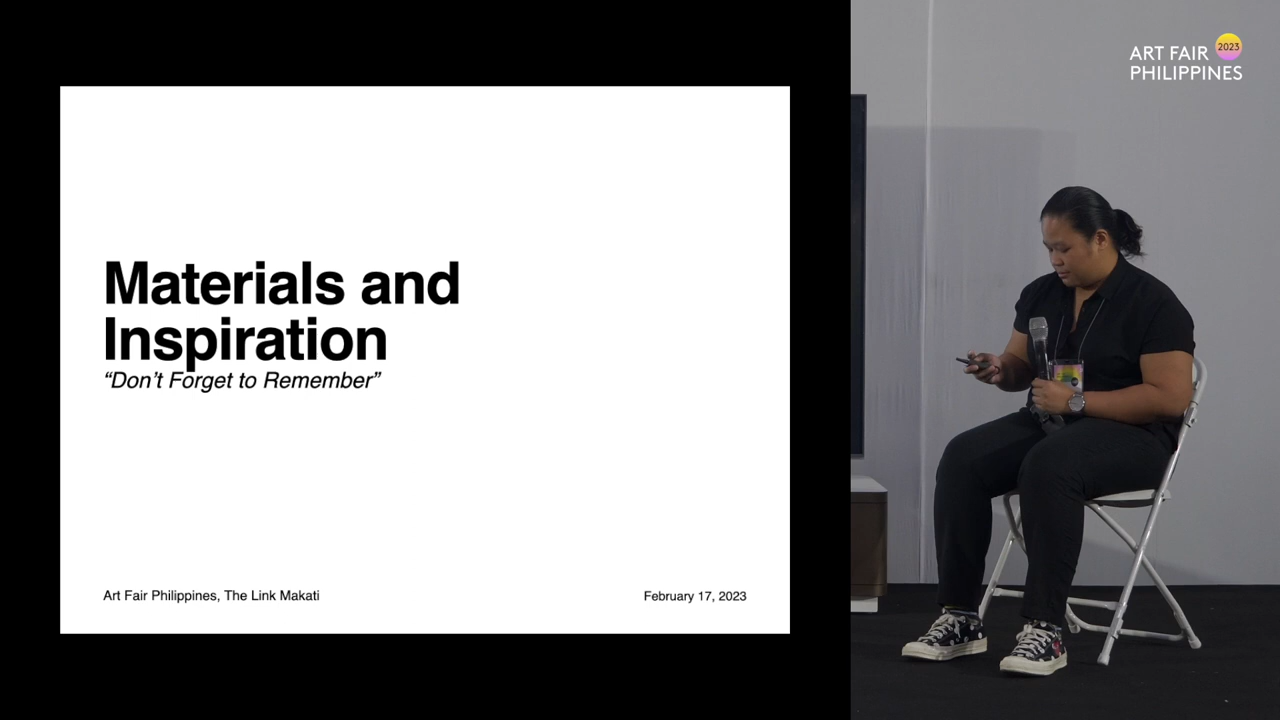 Materials and
Inspiration
“Don’t Forget to Remember”
Art Fair Philippines, The Link Makati
February 17, 2023
ART FAIR 2023
PHILIPPINES